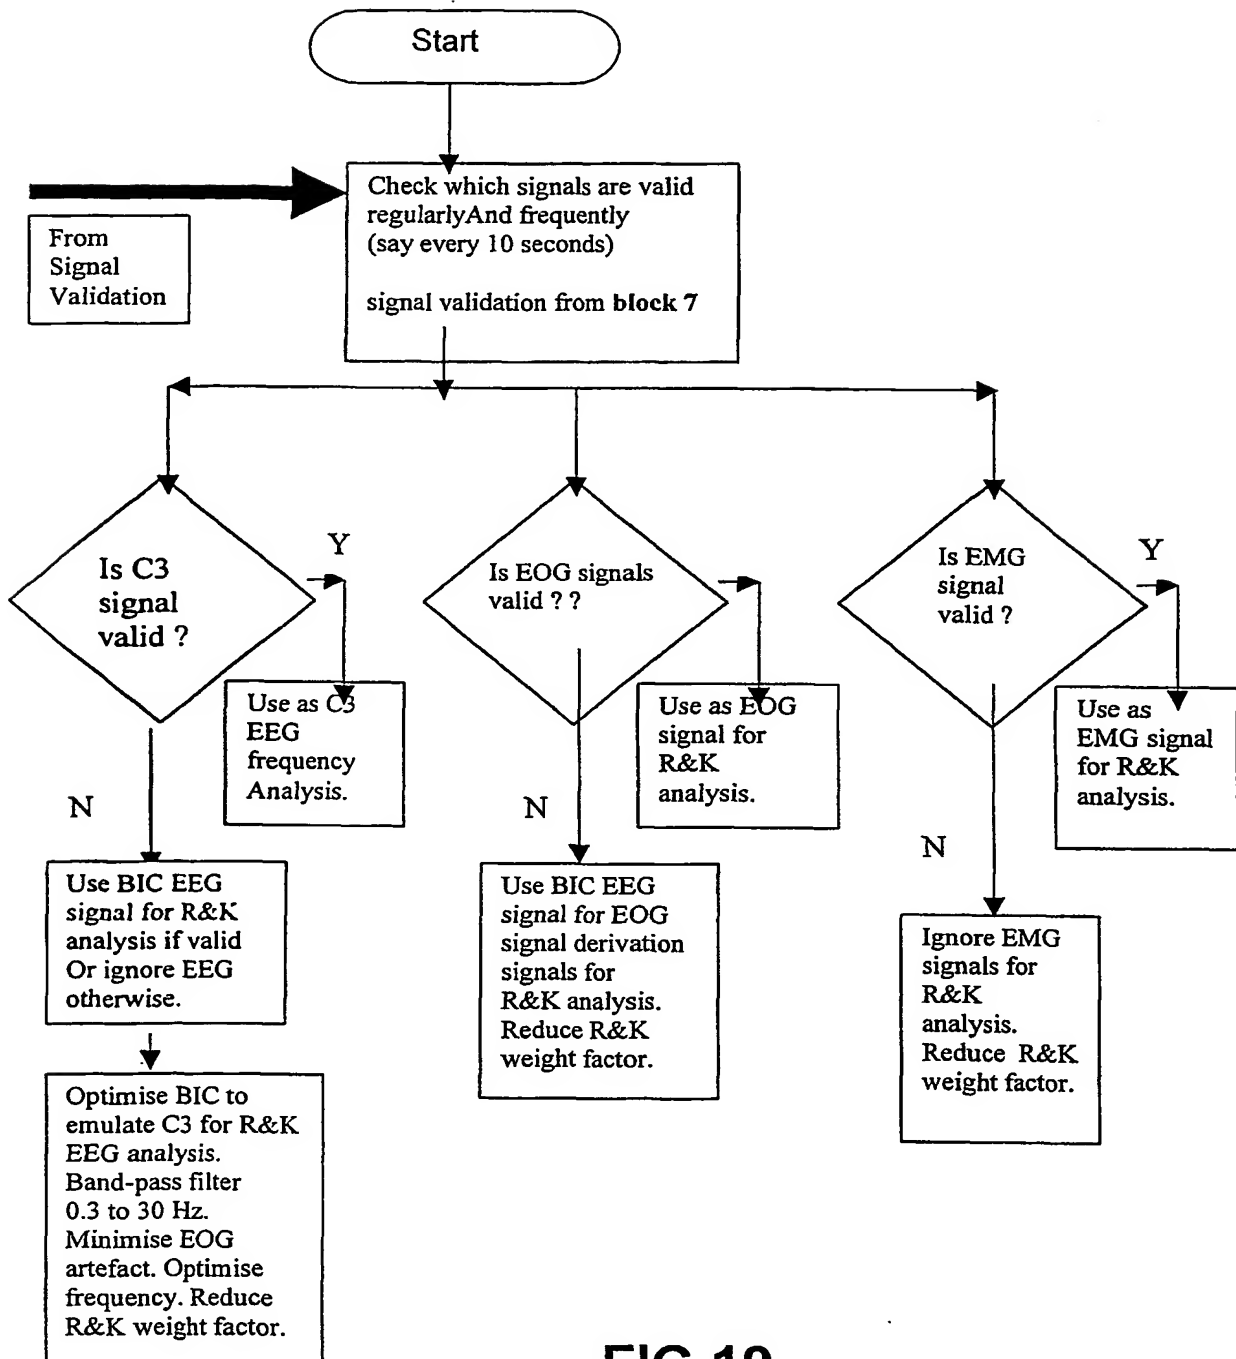 Start
Check which signals are valid
regularlyAnd frequently
(say every 10 seconds)
signal validation from block 7
From
Signal
Validation
Is C3
signal
valid ?
Y
Use as C3
EEG
frequency
Analysis.
N
Use BIC EEG
signal for R&K
analysis if valid
Or ignore EEG
otherwise.
Optimise BIC to
emulate C3 for R&K
EEG analysis.
Band-pass filter
0.3 to 30 Hz.
Minimise EOG
artefact. Optimise
frequency. Reduce
R&K weight factor.
Is EOG signals
valid ? ?
Use as EOG
signal for
R&K
analysis.
N
Use BIC EEG
signal for EOG
signal derivation
signals for
R&K analysis.
Reduce R&K
weight factor.
Is EMG
signal
valid ?
Y
Use as
EMG signal
for R&K
analysis.
N
Ignore EMG
signals for
R&K
analysis.
Reduce R&K
weight factor.